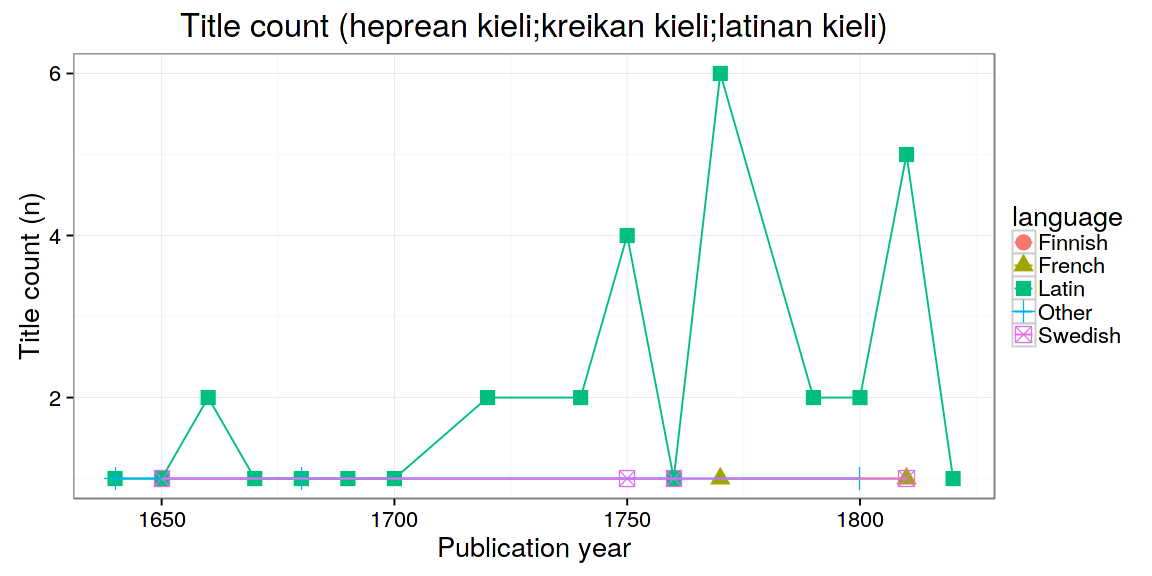 Title count (heprean kieli;kreikan kieli;latinan kieli)
6
4
2
Title count (n)
1650
1700
1750
1800
Publication year
language
Finnish
French
Latin
Other
Swedish